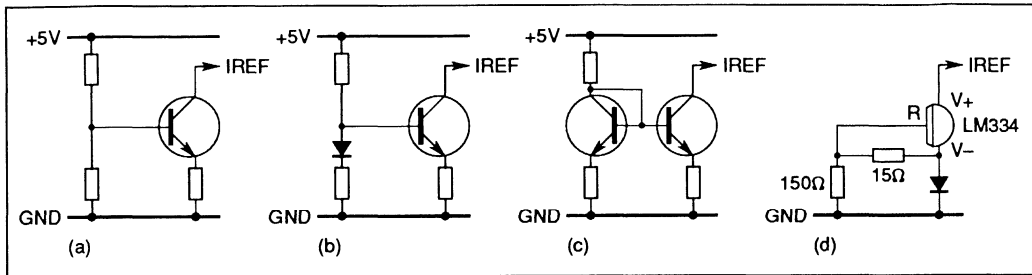 +5V
IREF
GND
(a)
+5V
IREF
GND
(b)
+5V
IREF
GND
(c)
IREF
V+
R
LM334
V–
15Ω
150Ω
GND
(d)